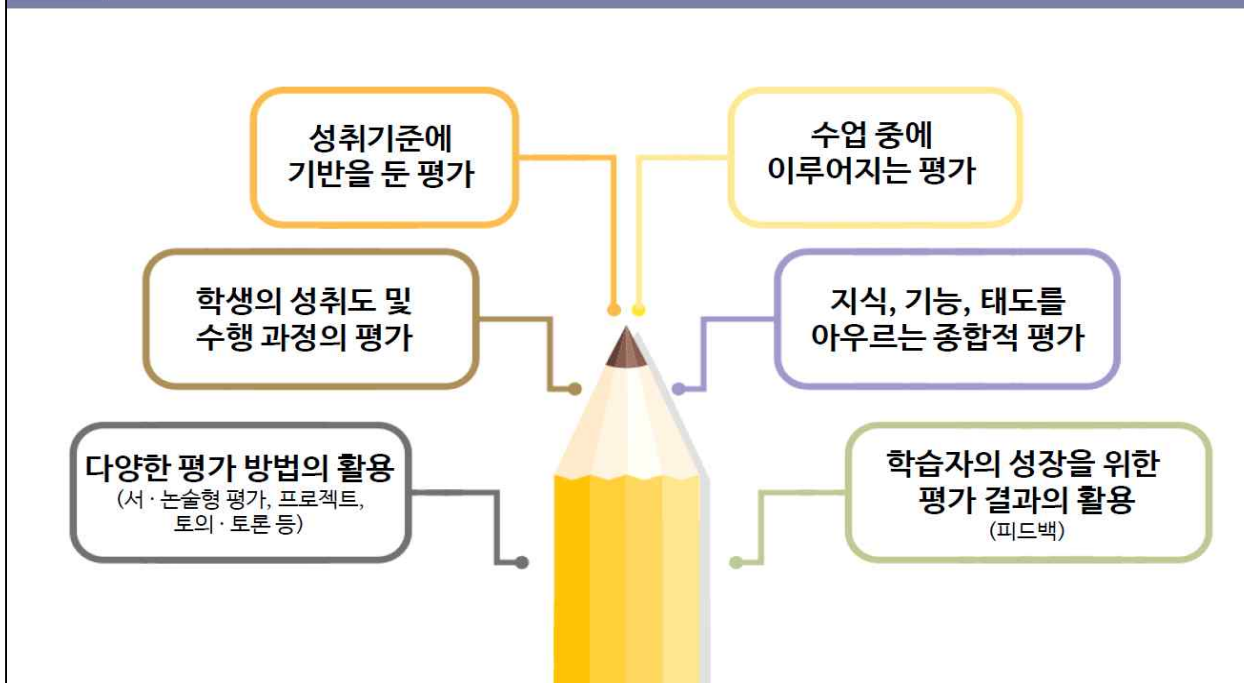 성취기준에
기반을 둔 평가
수업 중에
이루어지는 평가
학생의 성취도 및
수행 과정의 평가
지식, 기능, 태도를
아우르는 종합적 평가
다양한 평가 방법의 활용
(서 · 논술형 평가, 프로젝트,
토의 · 토론 등)
학습자의 성장을 위한
평가 결과의 활용
(피드백)